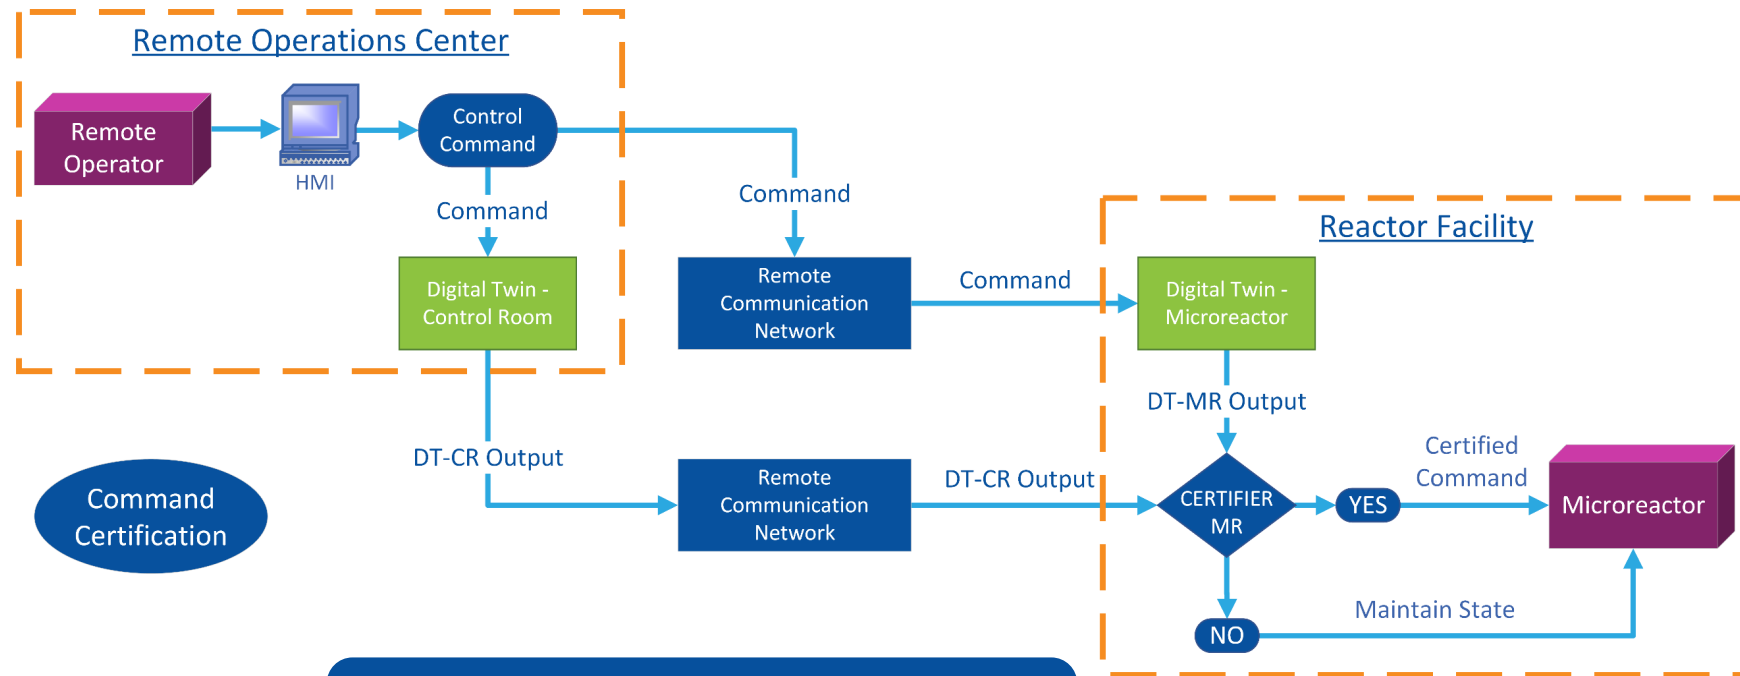 Remote Operations Center
Remote
Operator
HMI
Control
Command
Command
Command
Digital Twin -
Control Room
Remote
Communication
Network
Command
Reactor Facility
Digital Twin -
Microreactor
DT-MR Output
DT-CR Output
Remote
Communication
Network
DT-CR Output
CERTIFIER
MR
YES
Certified
Command
Microreactor
NO
Maintain State
Command
Certification